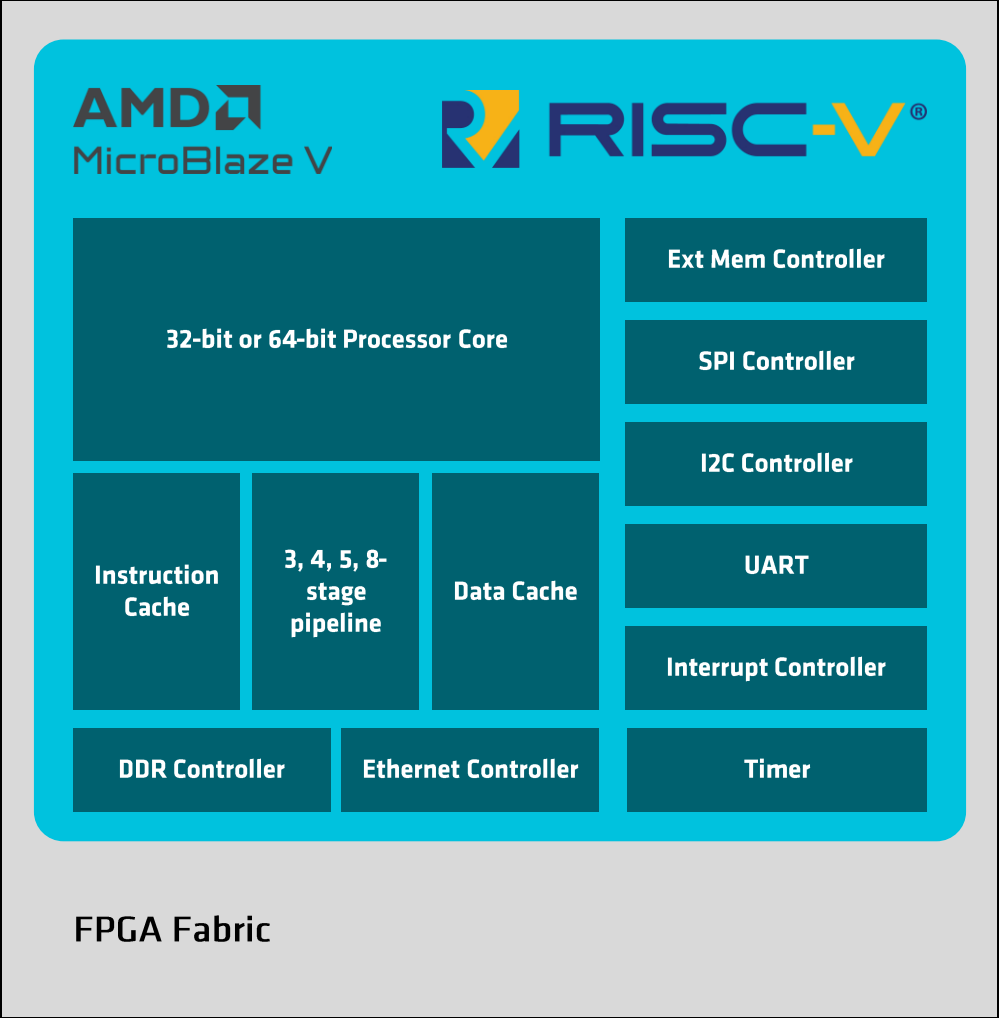 AMD
MicroBlaze V
RISC-V®
32-bit or 64-bit Processor Core
Instruction
Cache
3, 4, 5, 8-
stage
pipeline
Data Cache
DDR Controller
Ethernet Controller
Ext Mem Controller
SPI Controller
I2C Controller
UART
Interrupt Controller
Timer
FPGA Fabric